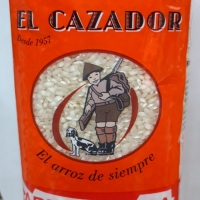 EL CAZADOR
Desde 1957
El arroz de siempre